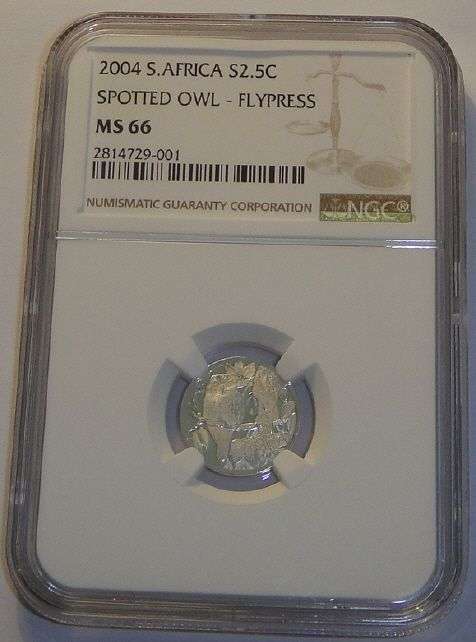 2004 S.AFRICA S2.5C
SPOTTED OWL - FLYPRESS
MS 66
2814729-001
NUMISMATIC GUARANTY CORPORATION NGC®